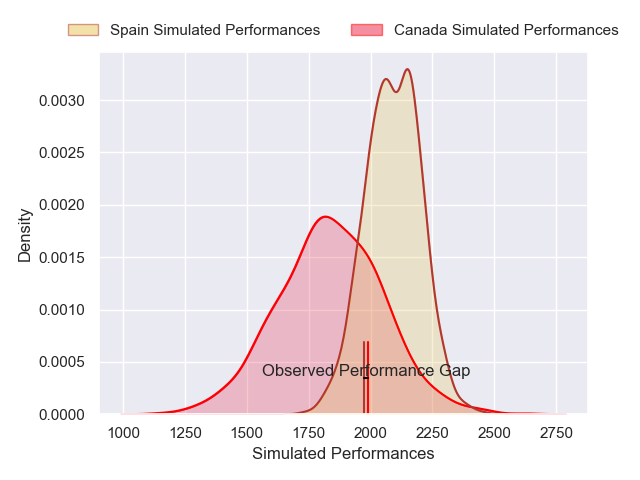 Spain Simulated Performances
Canada Simulated Performances
0.0030
0.0025
0.0020
0.0015
0.0010
0.0005
0.0000
Density
Observed Performance Gap
1000 1250 1500 1750 2000 2250 2500 2750
Simulated Performances